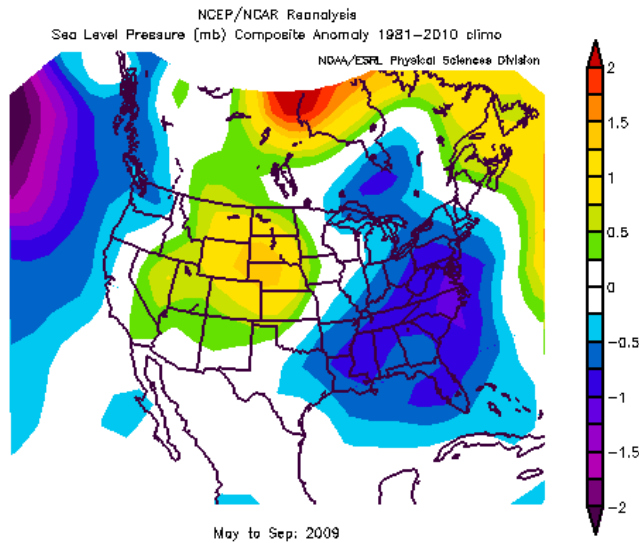 NCEP/NCAR Reanalysis
Sea Level Pressure (mb) Composite Anomaly 1981-2010 climo
NOAA/ESRL Physical Sciences Division
2
1.5
1
0.5
0
-0.5
-1
-1.5
-2
May to Sep: 2009